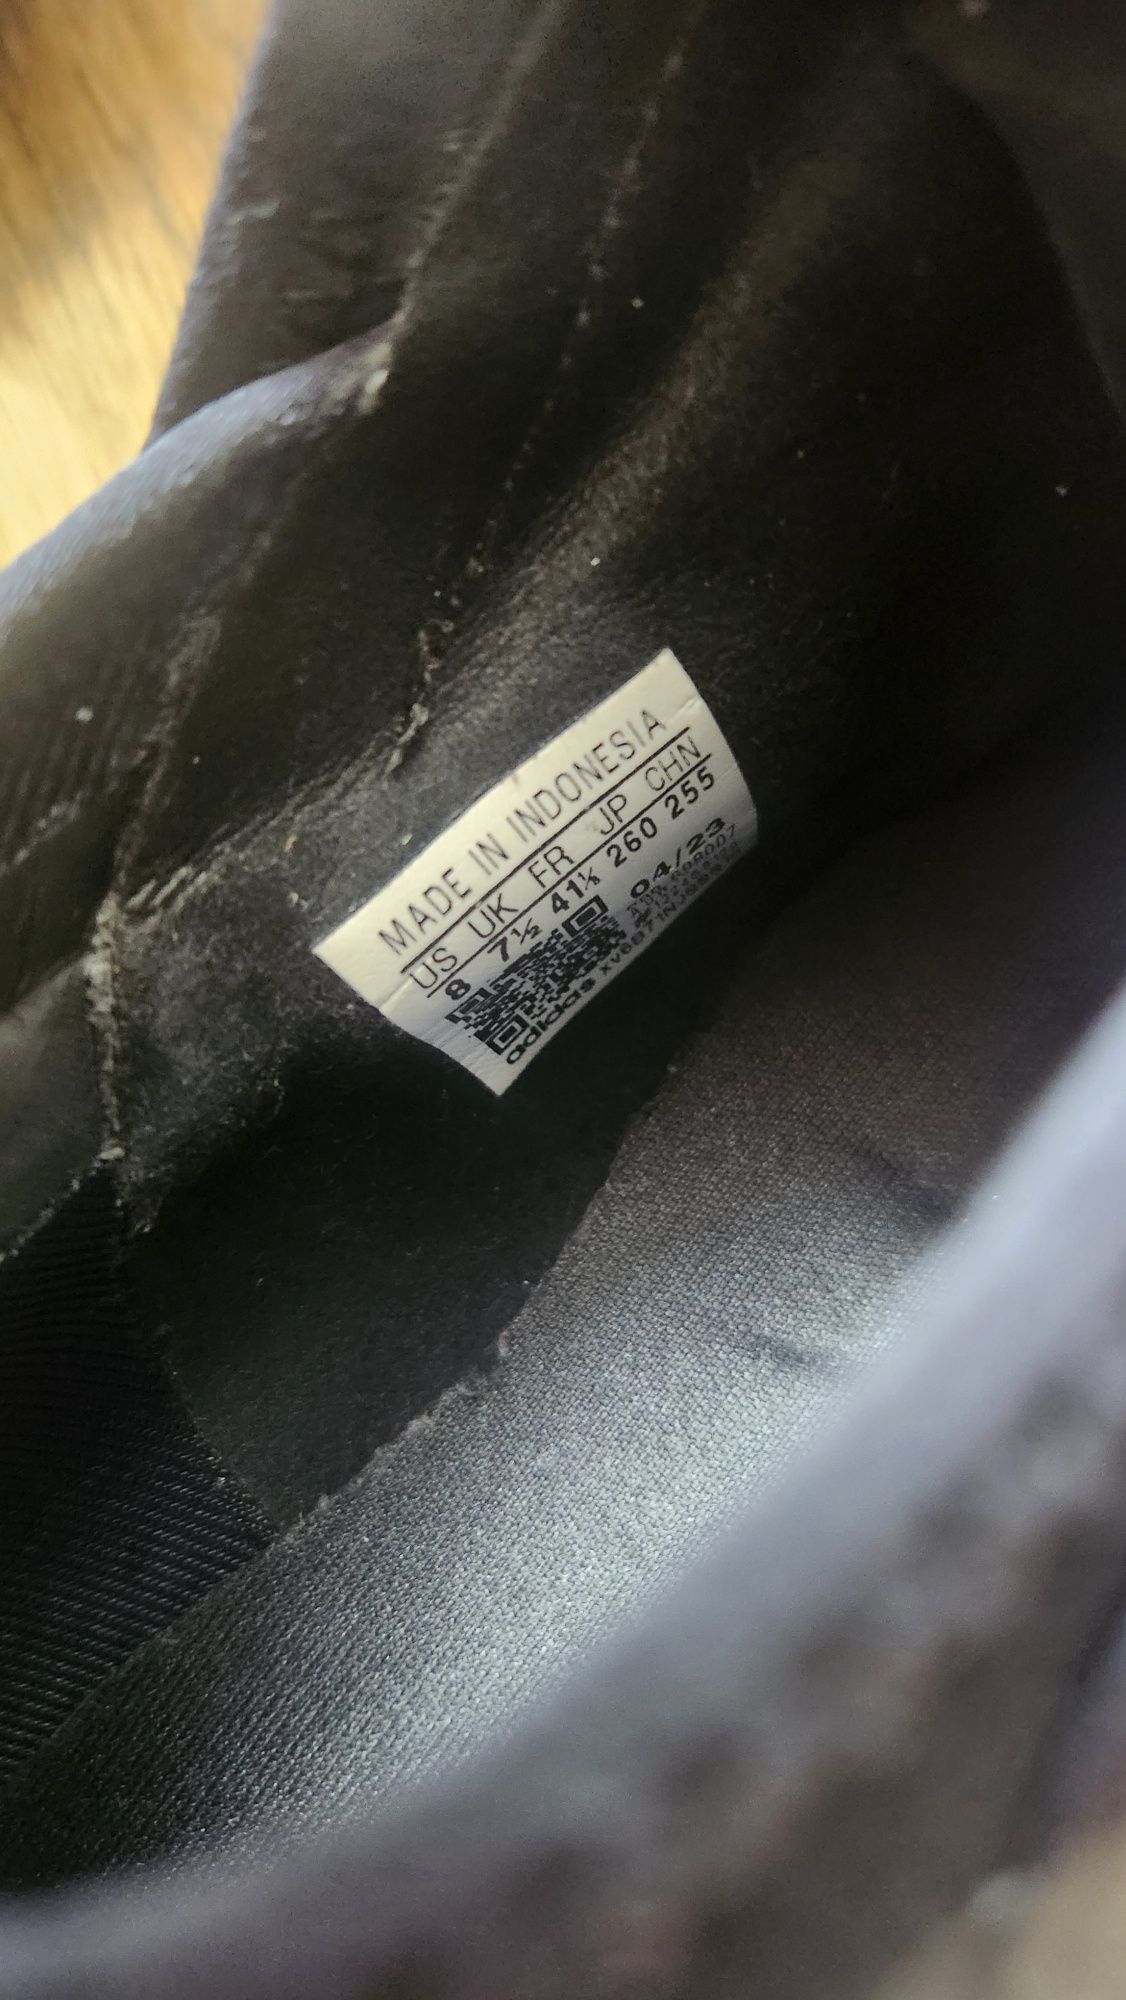 MADE IN INDONESIA
US UK FR JP CHN
8 7½ 41⅓ 260 255
04/23
adidas